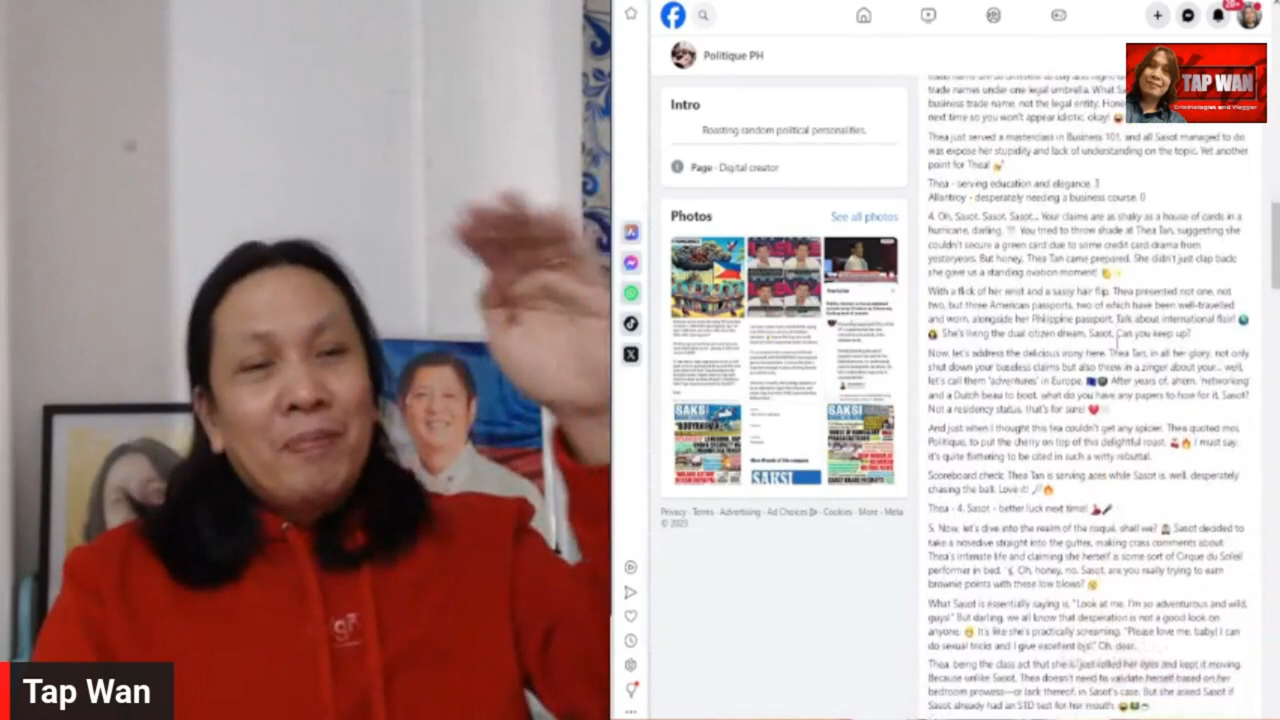 Politique PH
20+
TAP WAN
Criminologist and Vlogger
Intro
Roasting random political personalities.
Page · Digital creator
Photos
See all photos
SAKSI
SAKSI
SAKSI
Privacy · Terms · Advertising · Ad Choices · Cookies · More · Meta
© 2023
trade names under one legal umbrella. What
business trade name, not the legal entity.
next time so you won't appear idiotic, okay!
Thea just served a masterclass in Business 101, and all Sasot managed to do
was expose her stupidity and lack of understanding on the topic. Yet another
point for Thea!
Thea - serving education and elegance. 3
Allantroy - desperately needing a business course. 0
4. Oh, Sasot, Sasot, Sasot... Your claims are as shaky as a house of cards in a
hurricane, darling. You tried to throw shade at Thea Tan, suggesting she
couldn't secure a green card due to some credit card drama from
yesteryears. But honey, Thea Tan came prepared. She didn't just clap back
she gave us a standing ovation moment!
With a flick of her wrist and a sassy hair flip, Thea presented not one, not
two, but three American passports, two of which have been well-travelled
and worn, alongside her Philippine passport. Talk about international flair!
She's living the dual citizen dream. Sasot, Can you keep up?
Now, let's address the delicious irony here. Thea Tan, in all her glory, not only
shut down your baseless claims but also threw in a zinger about your... well,
let's call them 'adventures' in Europe. After years of, ahem, 'networking'
and a Dutch beau to boot, what do you have any papers to show for it, Sasot?
Not a residency status, that's for sure!
And just when I thought this tea couldn't get any spicier, Thea quoted moi,
Politique, to put the cherry on top of this delightful roast. I must say,
it's quite flattering to be cited in such a witty rebuttal.
Scoreboard check: Thea Tan is serving aces while Sasot is, well, desperately
chasing the ball. Love it!
Thea - 4, Sasot - better luck next time!
5. Now, let's dive into the realm of the risqué, shall we? Sasot decided to
take a nosedive straight into the gutter, making crass comments about
Thea's intimate life and claiming she herself is some sort of Cirque du Soleil
performer in bed. Oh, honey, no. Sasot, are you really trying to earn
brownie points with these low blows?
What Sasot is essentially saying is, "Look at me, I'm so adventurous and wild,
guys!" But darling, we all know that desperation is not a good look on
anyone. It's like she's practically screaming, "Please love me, baby! I can
do sexual tricks and I give excellent bjs!" Oh, dear.
Thea, being the class act that she is, just rolled her eyes and kept it moving.
Because unlike Sasot, Thea doesn't need to validate herself based on her
bedroom prowess—or lack thereof, in Sasot's case. But she asked Sasot if
Sasot already had an STD test for her mouth.
Tap Wan